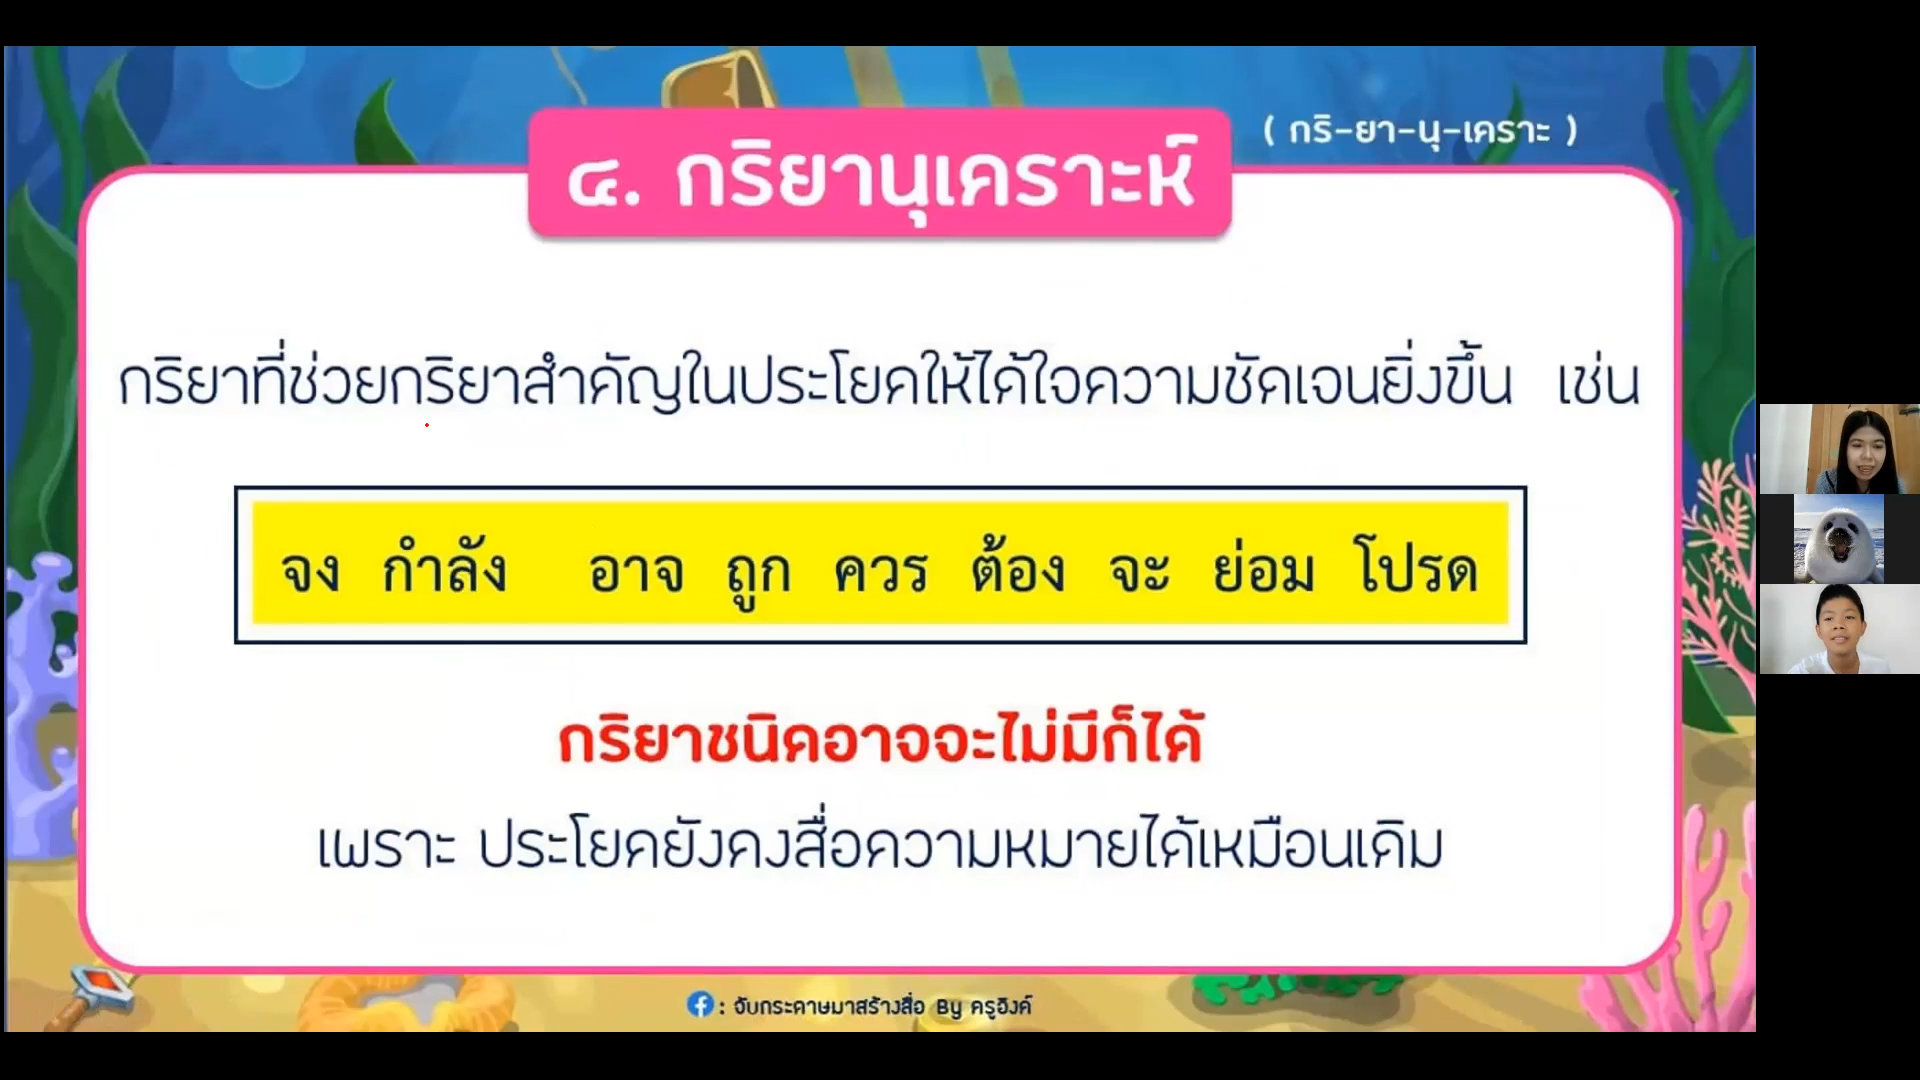 ๔. กริยานุเคราะห์
( กริ-ยา-นุ-เคราะ )
กริยาที่ช่วยกริยาสำคัญในประโยคให้ได้ใจความชัดเจนยิ่งขึ้น เช่น
จง กำลัง อาจ ถูก ควร ต้อง จะ ย่อม โปรด
กริยาชนิดอาจจะไม่มีก็ได้
เพราะ ประโยคยังคงสื่อความหมายได้เหมือนเดิม
: จับกระดาษมาสร้างสื่อ By ครูอิงค์